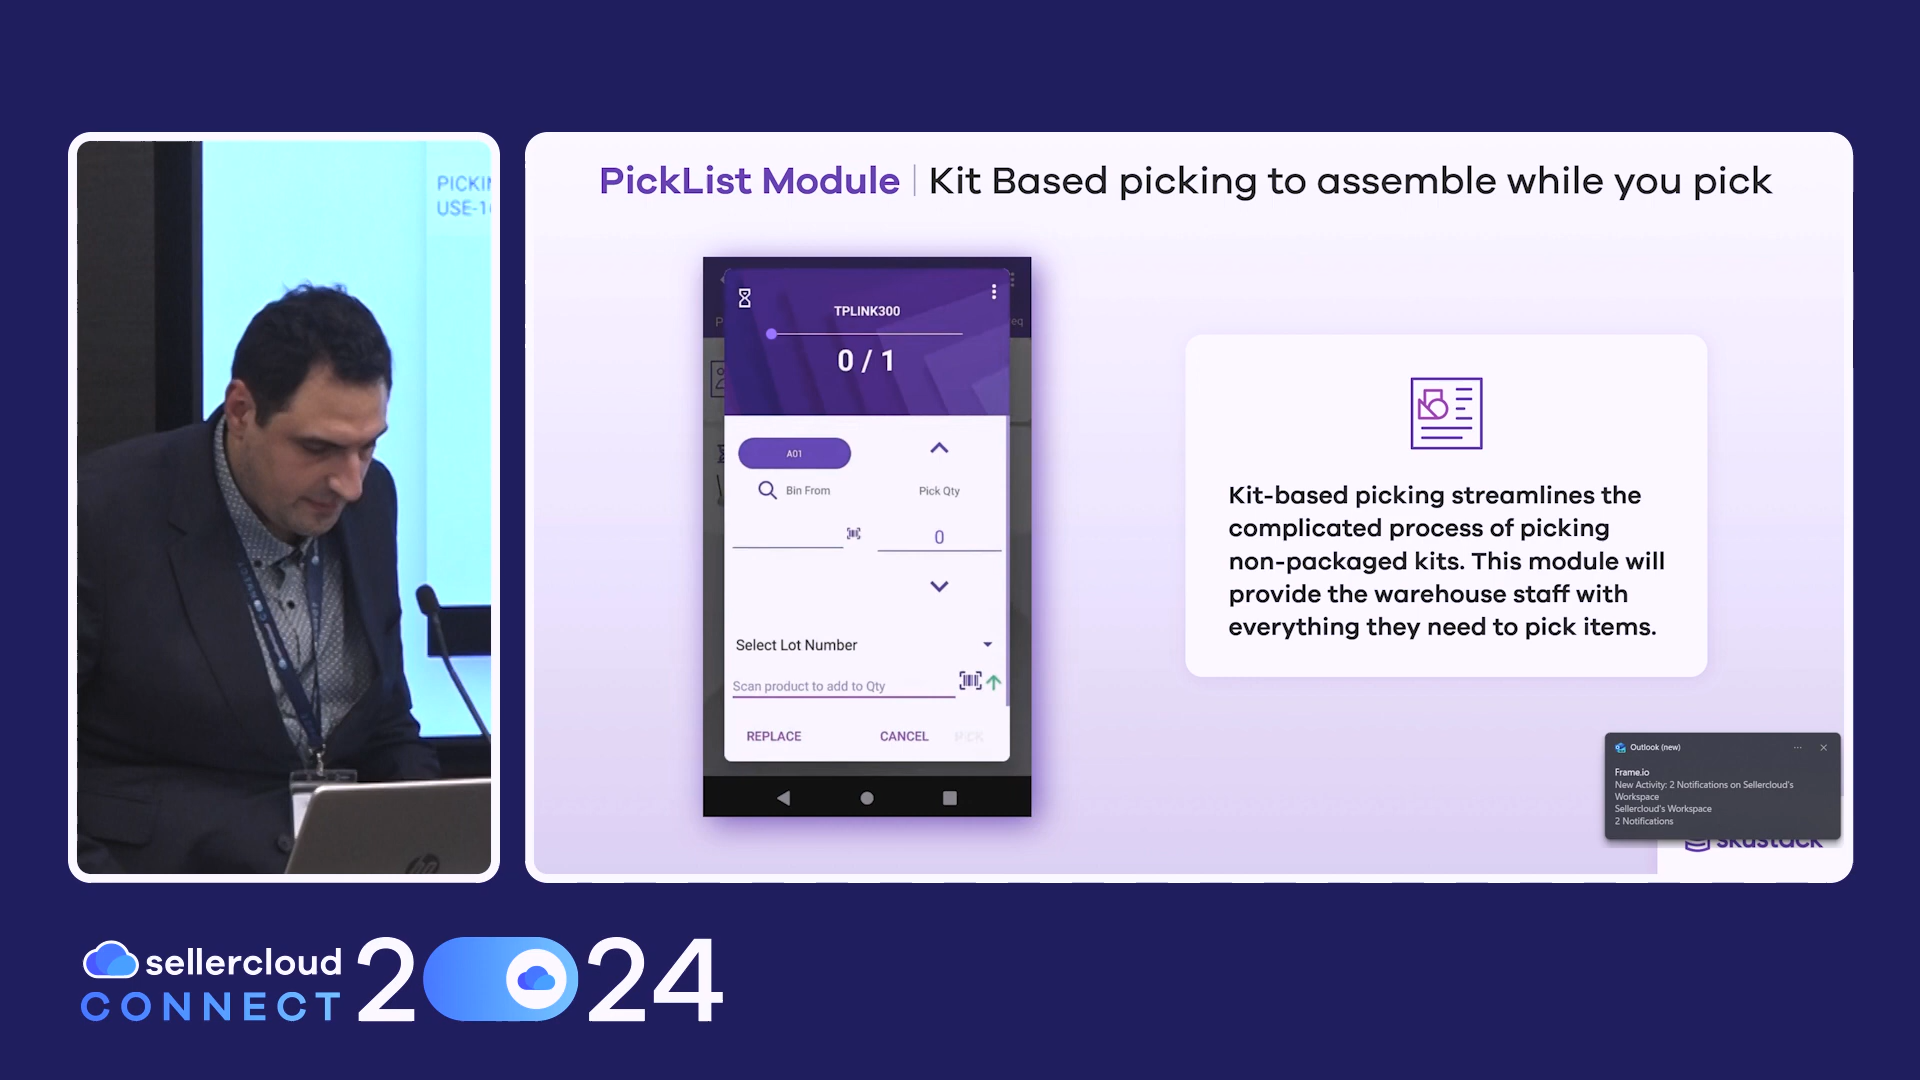 PickList Module | Kit Based picking to assemble while you pick
PICKIN
USE-1
TPLINK300
0 / 1
A01
Bin From
Pick Qty
0
Select Lot Number
Scan product to add to Qty
REPLACE
CANCEL
PICK
Kit-based picking streamlines the
complicated process of picking
non-packaged kits. This module will
provide the warehouse staff with
everything they need to pick items.
Outlook (new)
Frame.io
New Activity: 2 Notifications on Sellercloud's
Workspace
Sellercloud's Workspace
2 Notifications
skustack
sellercloud
CONNECT
2024
hp